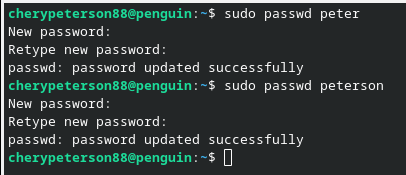 cherypeterson88@penguin:~$ sudo passwd peter
New password:
Retype new password:
passwd: password updated successfully
cherypeterson88@penguin:~$ sudo passwd peterson
New password:
Retype new password:
passwd: password updated successfully
cherypeterson88@penguin:~$